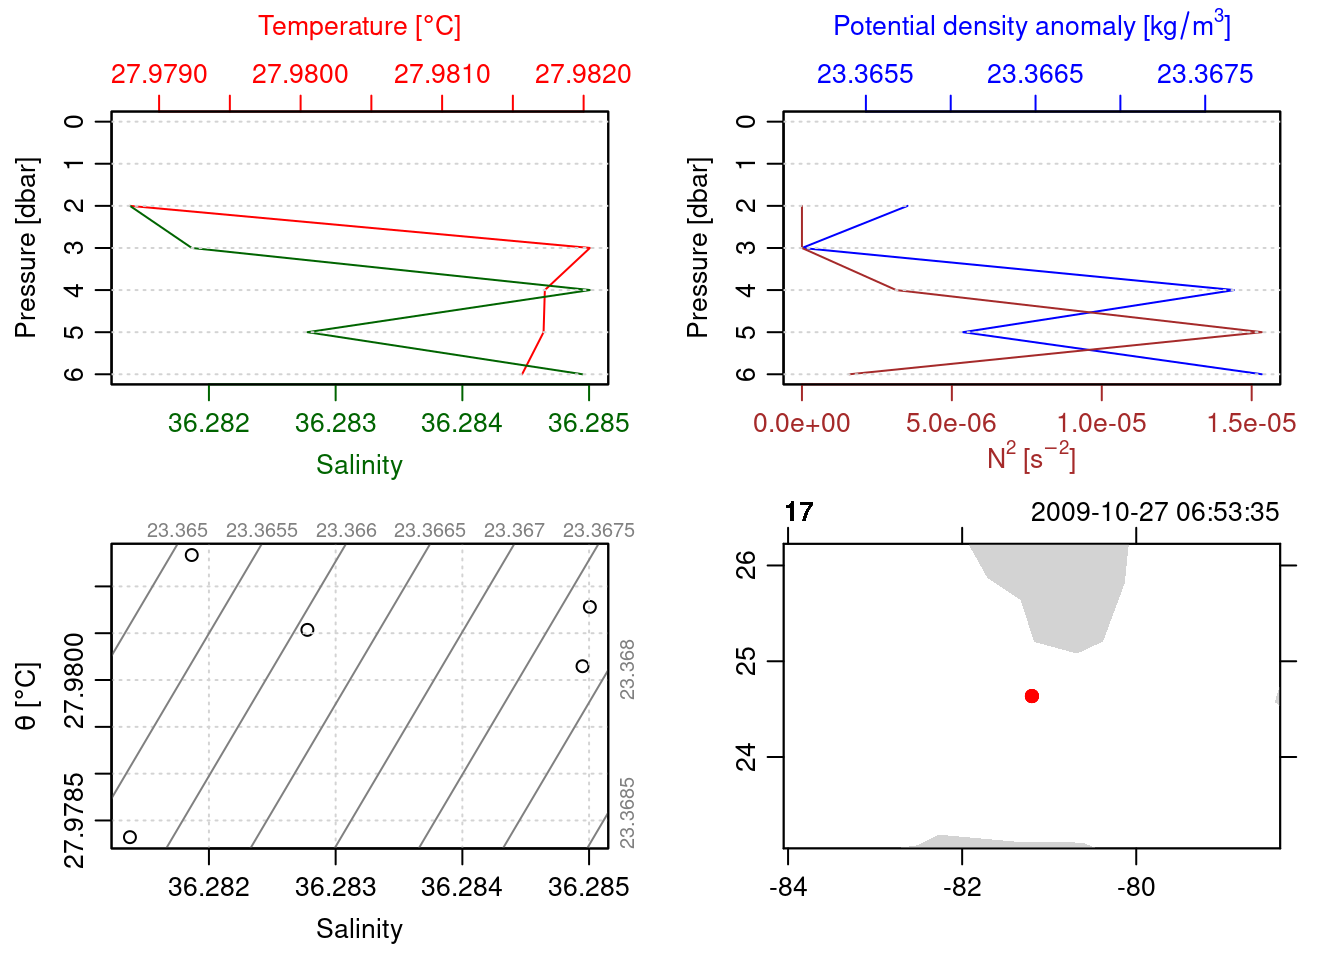 Temperature [°C]
27.9790 27.9800 27.9810 27.9820
Pressure [dbar]
0
1
2
3
4
5
6
36.282 36.283 36.284 36.285
Salinity
Potential density anomaly [kg/m³]
23.3655 23.3665 23.3675
Pressure [dbar]
0
1
2
3
4
5
6
0.0e+00 5.0e-06 1.0e-05 1.5e-05
N² [s⁻²]
23.365 23.3655 23.366 23.3665 23.367 23.3675
θ [°C]
27.9800
27.9785
23.368
23.3685
36.282 36.283 36.284 36.285
Salinity
17 2009-10-27 06:53:35
26
25
24
-84 -82 -80